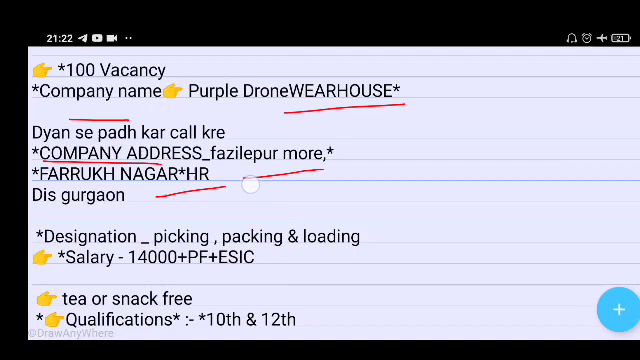 21:22
21
👉 *100 Vacancy
*Company name👉 Purple DroneWEARHOUSE*
Dyan se padh kar call kre
*COMPANY ADDRESS_fazilepur more,*
*FARRUKH NAGAR*HR
Dis gurgaon
*Designation _ picking , packing & loading
👉 *Salary - 14000+PF+ESIC
👉 tea or snack free
*👉Qualifications* :- *10th & 12th
©DrawAnyWhere